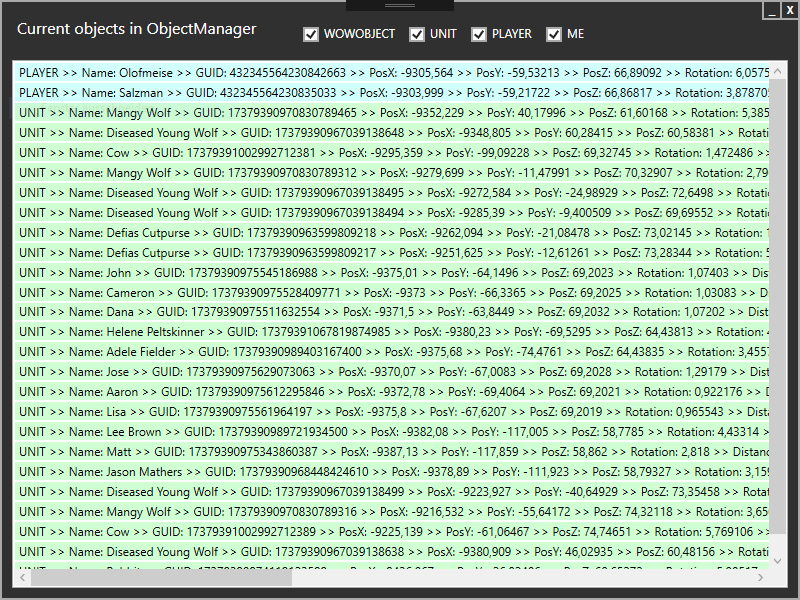 Current objects in ObjectManager
WOWOBJECT UNIT PLAYER ME
PLAYER >> Name: Olofmeise >> GUID: 432345564230842663 >> PosX: -9305,564 >> PosY: -59,53213 >> PosZ: 66,89092 >> Rotation: 6,0575
PLAYER >> Name: Salzman >> GUID: 432345564230835033 >> PosX: -9303,999 >> PosY: -59,21722 >> PosZ: 66,86817 >> Rotation: 3,87870
UNIT >> Name: Mangy Wolf >> GUID: 17379390970830789465 >> PosX: -9352,229 >> PosY: 40,17996 >> PosZ: 61,60168 >> Rotation: 5,385
UNIT >> Name: Diseased Young Wolf >> GUID: 17379390967039138648 >> PosX: -9348,805 >> PosY: 60,28415 >> PosZ: 60,58381 >> Rotati
UNIT >> Name: Cow >> GUID: 17379391002992712381 >> PosX: -9295,359 >> PosY: -99,09228 >> PosZ: 69,32745 >> Rotation: 1,472486 >>
UNIT >> Name: Mangy Wolf >> GUID: 17379390970830789312 >> PosX: -9279,699 >> PosY: -11,47991 >> PosZ: 70,32907 >> Rotation: 2,79
UNIT >> Name: Diseased Young Wolf >> GUID: 17379390967039138495 >> PosX: -9272,584 >> PosY: -24,98929 >> PosZ: 72,6498 >> Rotati
UNIT >> Name: Diseased Young Wolf >> GUID: 17379390967039138494 >> PosX: -9285,39 >> PosY: -9,400509 >> PosZ: 69,69552 >> Rotati
UNIT >> Name: Defias Cutpurse >> GUID: 17379390963599809218 >> PosX: -9262,094 >> PosY: -21,08478 >> PosZ: 73,02145 >> Rotation: 1
UNIT >> Name: Defias Cutpurse >> GUID: 17379390963599809217 >> PosX: -9251,625 >> PosY: -12,61261 >> PosZ: 73,28344 >> Rotation: 5
UNIT >> Name: John >> GUID: 17379390975545186988 >> PosX: -9375,01 >> PosY: -64,1496 >> PosZ: 69,2023 >> Rotation: 1,07403 >> Dis
UNIT >> Name: Cameron >> GUID: 17379390975528409771 >> PosX: -9373 >> PosY: -66,3365 >> PosZ: 69,2025 >> Rotation: 1,03083 >> D
UNIT >> Name: Dana >> GUID: 17379390975511632554 >> PosX: -9371,5 >> PosY: -63,8449 >> PosZ: 69,2032 >> Rotation: 1,07202 >> Dist
UNIT >> Name: Helene Peltskinner >> GUID: 17379391067819874985 >> PosX: -9380,23 >> PosY: -69,5295 >> PosZ: 64,43813 >> Rotation: 4
UNIT >> Name: Adele Fielder >> GUID: 17379390989403167400 >> PosX: -9375,68 >> PosY: -74,4761 >> PosZ: 64,43835 >> Rotation: 3,4557
UNIT >> Name: Jose >> GUID: 17379390975629073063 >> PosX: -9370,07 >> PosY: -67,0083 >> PosZ: 69,2028 >> Rotation: 1,29179 >> Dist
UNIT >> Name: Aaron >> GUID: 17379390975612295846 >> PosX: -9372,78 >> PosY: -69,4064 >> PosZ: 69,2021 >> Rotation: 0,922176 >> D
UNIT >> Name: Lisa >> GUID: 17379390975561964197 >> PosX: -9375,8 >> PosY: -67,6207 >> PosZ: 69,2019 >> Rotation: 0,965543 >> Dista
UNIT >> Name: Lee Brown >> GUID: 17379390989721934500 >> PosX: -9382,08 >> PosY: -117,005 >> PosZ: 58,7785 >> Rotation: 4,43314 >
UNIT >> Name: Matt >> GUID: 17379390975343860387 >> PosX: -9387,13 >> PosY: -117,859 >> PosZ: 58,862 >> Rotation: 2,818 >> Distanc
UNIT >> Name: Jason Mathers >> GUID: 17379390968448424610 >> PosX: -9378,89 >> PosY: -111,923 >> PosZ: 58,79327 >> Rotation: 3,159
UNIT >> Name: Diseased Young Wolf >> GUID: 17379390967039138499 >> PosX: -9223,927 >> PosY: -40,64929 >> PosZ: 73,35458 >> Rotat
UNIT >> Name: Mangy Wolf >> GUID: 17379390970830789316 >> PosX: -9216,532 >> PosY: -55,64172 >> PosZ: 74,32118 >> Rotation: 3,65
UNIT >> Name: Cow >> GUID: 17379391002992712389 >> PosX: -9225,139 >> PosY: -61,06467 >> PosZ: 74,74651 >> Rotation: 5,769106 >>
UNIT >> Name: Diseased Young Wolf >> GUID: 17379390967039138638 >> PosX: -9380,909 >> PosY: 46,02935 >> PosZ: 60,48156 >> Rotati